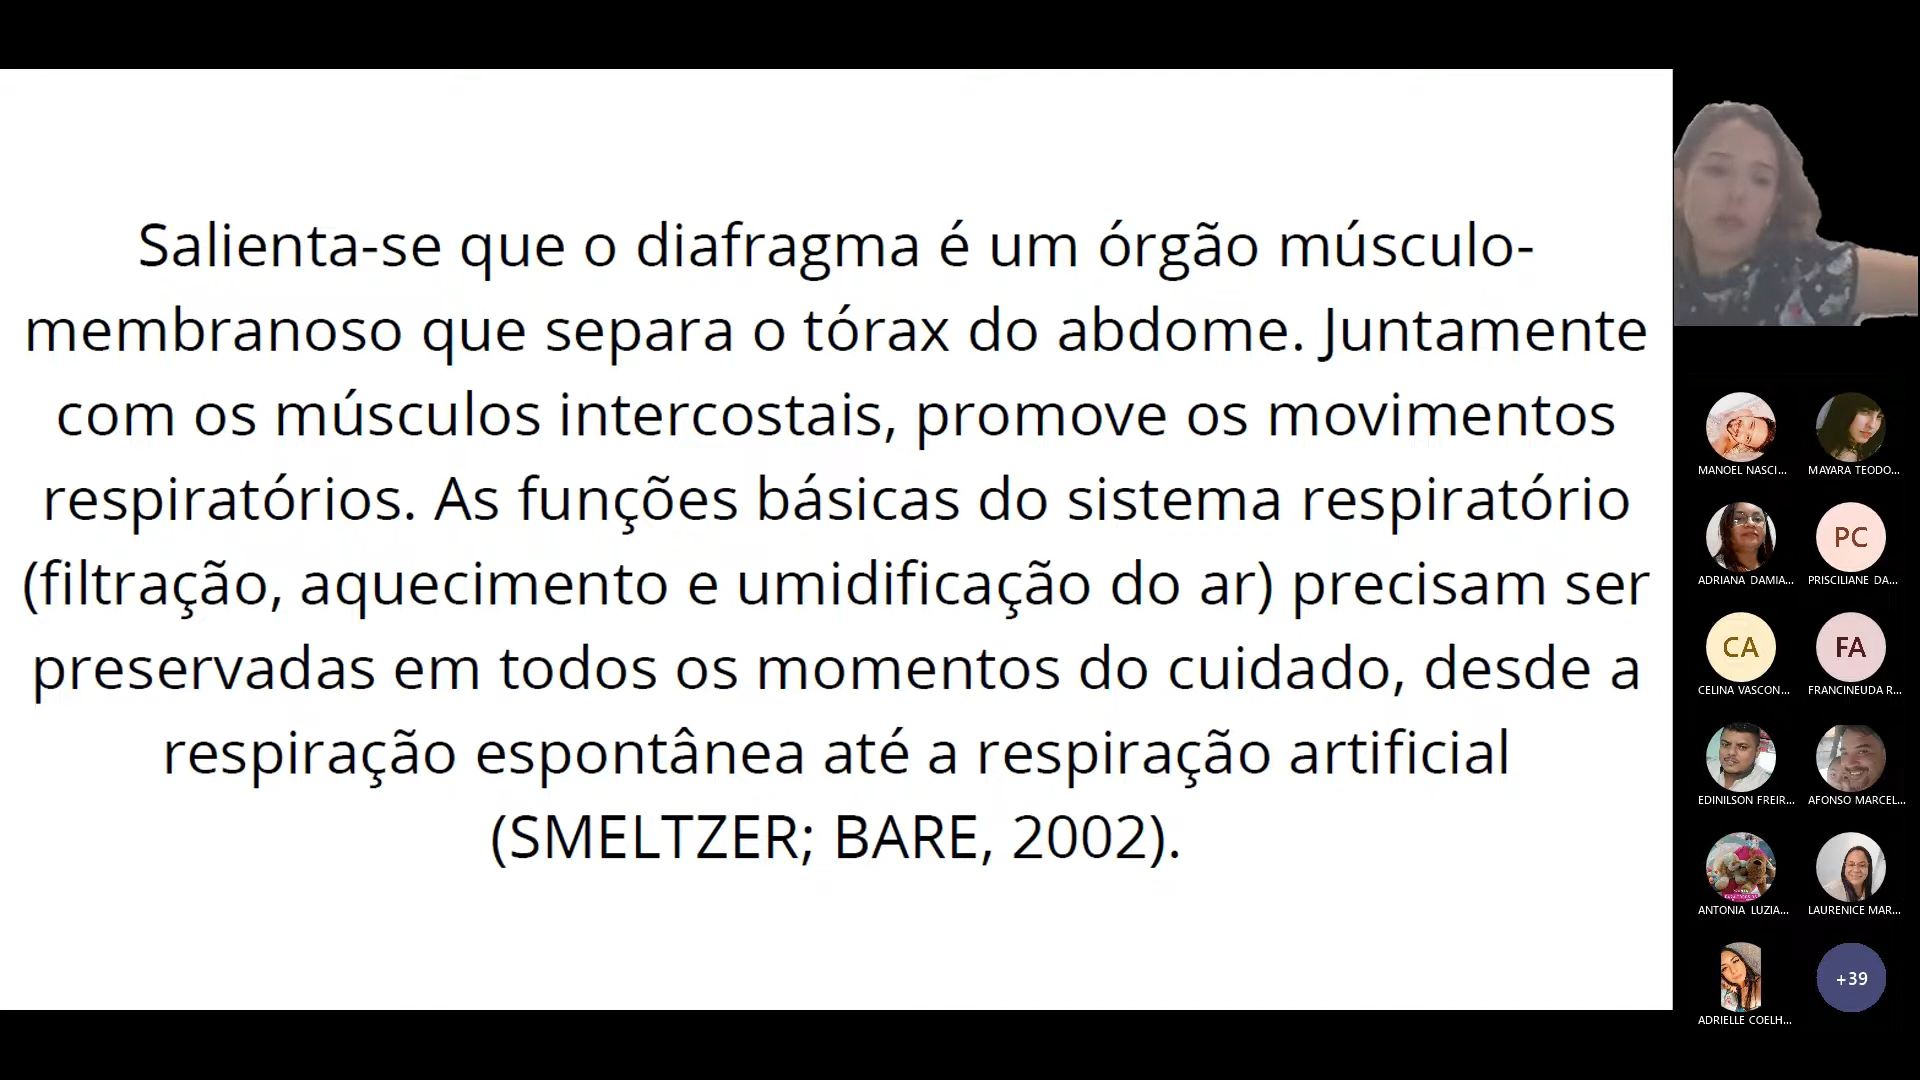 Salienta-se que o diafragma é um órgão músculo-
membranoso que separa o tórax do abdome. Juntamente
com os músculos intercostais, promove os movimentos
respiratórios. As funções básicas do sistema respiratório
(filtração, aquecimento e umidificação do ar) precisam ser
preservadas em todos os momentos do cuidado, desde a
respiração espontânea até a respiração artificial
(SMELTZER; BARE, 2002).
MANOEL NASCI...
MAYARA TEODO...
ADRIANA DAMIA...
PC
PRISCILIANE DA...
CA
CELINA VASCON...
FA
FRANCINEUDA R...
EDINILSON FREIR...
AFONSO MARCEL...
ANTONIA LUZIA...
LAURENICE MAR...
ADRIELLE COELH...
+39